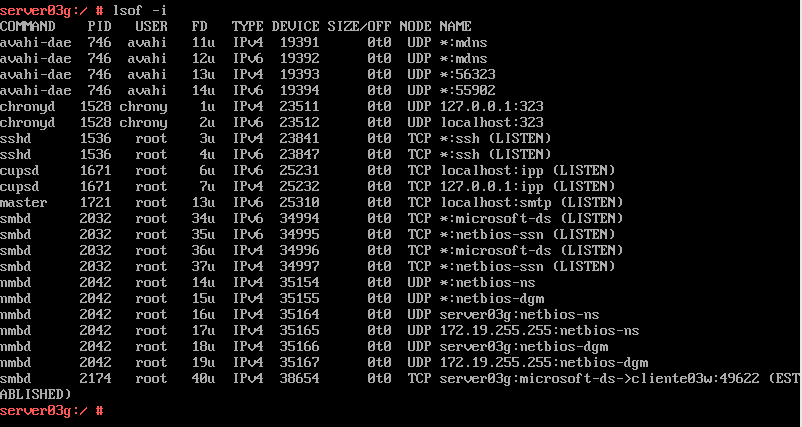 server03g:/ # lsof -i
COMMAND    PID   USER   FD   TYPE DEVICE SIZE/OFF NODE NAME
avahi-dae  746  avahi   11u  IPv4  19391      0t0  UDP *:mdns
avahi-dae  746  avahi   12u  IPv6  19392      0t0  UDP *:mdns
avahi-dae  746  avahi   13u  IPv4  19393      0t0  UDP *:56323
avahi-dae  746  avahi   14u  IPv6  19394      0t0  UDP *:55902
chronyd   1528 chrony    1u  IPv4  23511      0t0  UDP 127.0.0.1:323
chronyd   1528 chrony    2u  IPv6  23512      0t0  UDP localhost:323
sshd      1536   root    3u  IPv4  23841      0t0  TCP *:ssh (LISTEN)
sshd      1536   root    4u  IPv6  23847      0t0  TCP *:ssh (LISTEN)
cupsd     1671   root    6u  IPv6  25231      0t0  TCP localhost:ipp (LISTEN)
cupsd     1671   root    7u  IPv4  25232      0t0  TCP 127.0.0.1:ipp (LISTEN)
master    1721   root   13u  IPv6  25310      0t0  TCP localhost:smtp (LISTEN)
smbd      2032   root   34u  IPv6  34994      0t0  TCP *:microsoft-ds (LISTEN)
smbd      2032   root   35u  IPv6  34995      0t0  TCP *:netbios-ssn (LISTEN)
smbd      2032   root   36u  IPv4  34996      0t0  TCP *:microsoft-ds (LISTEN)
smbd      2032   root   37u  IPv4  34997      0t0  TCP *:netbios-ssn (LISTEN)
nmbd      2042   root   14u  IPv4  35154      0t0  UDP *:netbios-ns
nmbd      2042   root   15u  IPv4  35155      0t0  UDP *:netbios-dgm
nmbd      2042   root   16u  IPv4  35164      0t0  UDP server03g:netbios-ns
nmbd      2042   root   17u  IPv4  35165      0t0  UDP 172.19.255.255:netbios-ns
nmbd      2042   root   18u  IPv4  35166      0t0  UDP server03g:netbios-dgm
nmbd      2042   root   19u  IPv4  35167      0t0  UDP 172.19.255.255:netbios-dgm
smbd      2174   root   40u  IPv4  38654      0t0  TCP server03g:microsoft-ds->cliente03w:49622 (EST
ABLISHED)
server03g:/ #